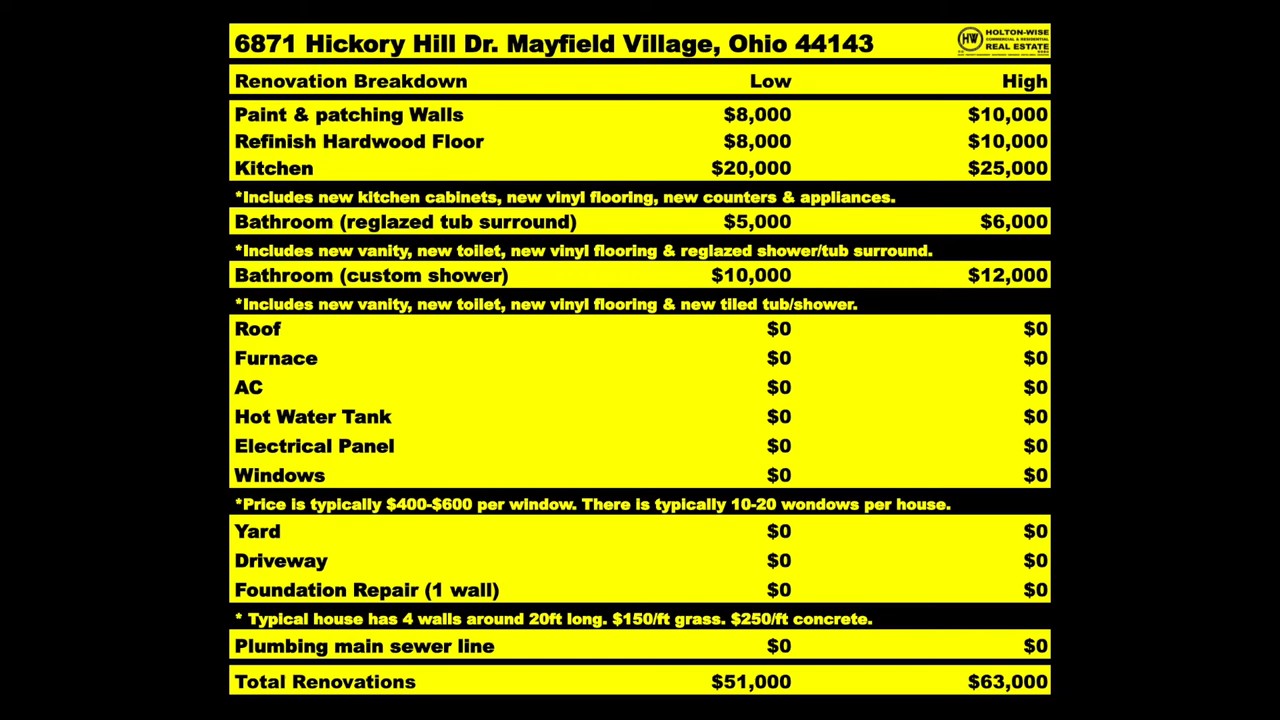 6871 Hickory Hill Dr. Mayfield Village, Ohio 44143
HW HOLTON-WISE
COMMERCIAL & RESIDENTIAL
REAL ESTATE
Renovation Breakdown Low High
Paint & patching Walls $8,000 $10,000
Refinish Hardwood Floor $8,000 $10,000
Kitchen $20,000 $25,000
*Includes new kitchen cabinets, new vinyl flooring, new counters & appliances.
Bathroom (reglazed tub surround) $5,000 $6,000
*Includes new vanity, new toilet, new vinyl flooring & reglazed shower/tub surround.
Bathroom (custom shower) $10,000 $12,000
*Includes new vanity, new toilet, new vinyl flooring & new tiled tub/shower.
Roof $0 $0
Furnace $0 $0
AC $0 $0
Hot Water Tank $0 $0
Electrical Panel $0 $0
Windows $0 $0
*Price is typically $400-$600 per window. There is typically 10-20 wondows per house.
Yard $0 $0
Driveway $0 $0
Foundation Repair (1 wall) $0 $0
* Typical house has 4 walls around 20ft long. $150/ft grass. $250/ft concrete.
Plumbing main sewer line $0 $0
Total Renovations $51,000 $63,000